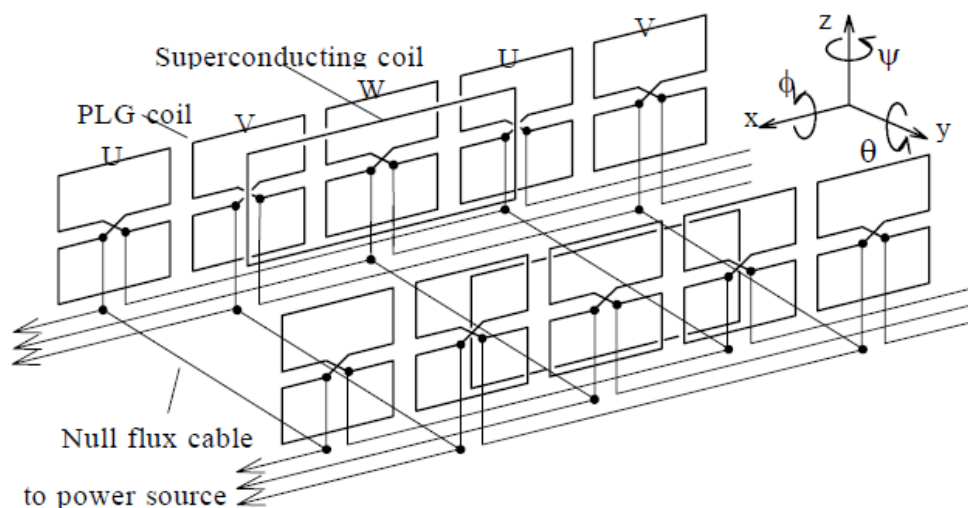 Superconducting coil
PLG coil
U
V
W
U
V
z
ψ
ϕ
x
y
θ
Null flux cable
to power source